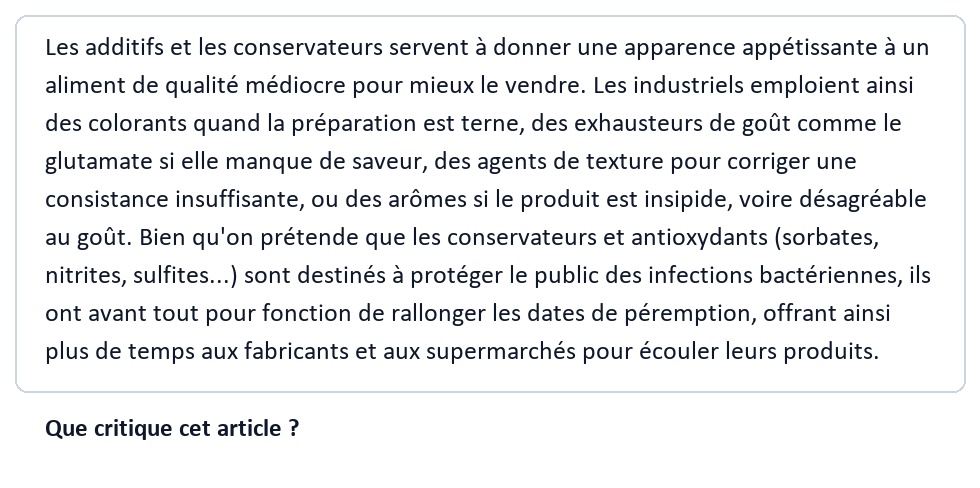 Les additifs et les conservateurs servent à donner une apparence appétissante à un
aliment de qualité médiocre pour mieux le vendre. Les industriels emploient ainsi
des colorants quand la préparation est terne, des exhausteurs de goût comme le
glutamate si elle manque de saveur, des agents de texture pour corriger une
consistance insuffisante, ou des arômes si le produit est insipide, voire désagréable
au goût. Bien qu'on prétende que les conservateurs et antioxydants (sorbates,
nitrites, sulfites...) sont destinés à protéger le public des infections bactériennes, ils
ont avant tout pour fonction de rallonger les dates de péremption, offrant ainsi
plus de temps aux fabricants et aux supermarchés pour écouler leurs produits.
Que critique cet article ?